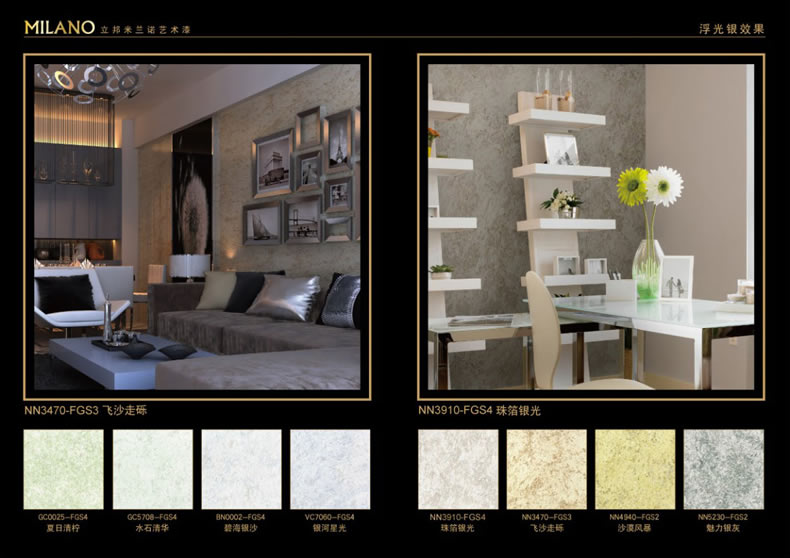 MILANO 立邦米兰诺艺术漆
浮光银效果
NN3470-FGS3 飞沙走砾
NN3910-FGS4 珠箔银光
GC0025-FGS4
夏日清柠
GC5708-FGS4
水石清华
BN0002-FGS4
碧海银沙
VC7060-FGS4
银河星光
NN3910-FGS4
珠箔银光
NN3470-FGS3
飞沙走砾
NN4940-FGS2
沙漠风暴
NN5230-FGS2
魅力银灰